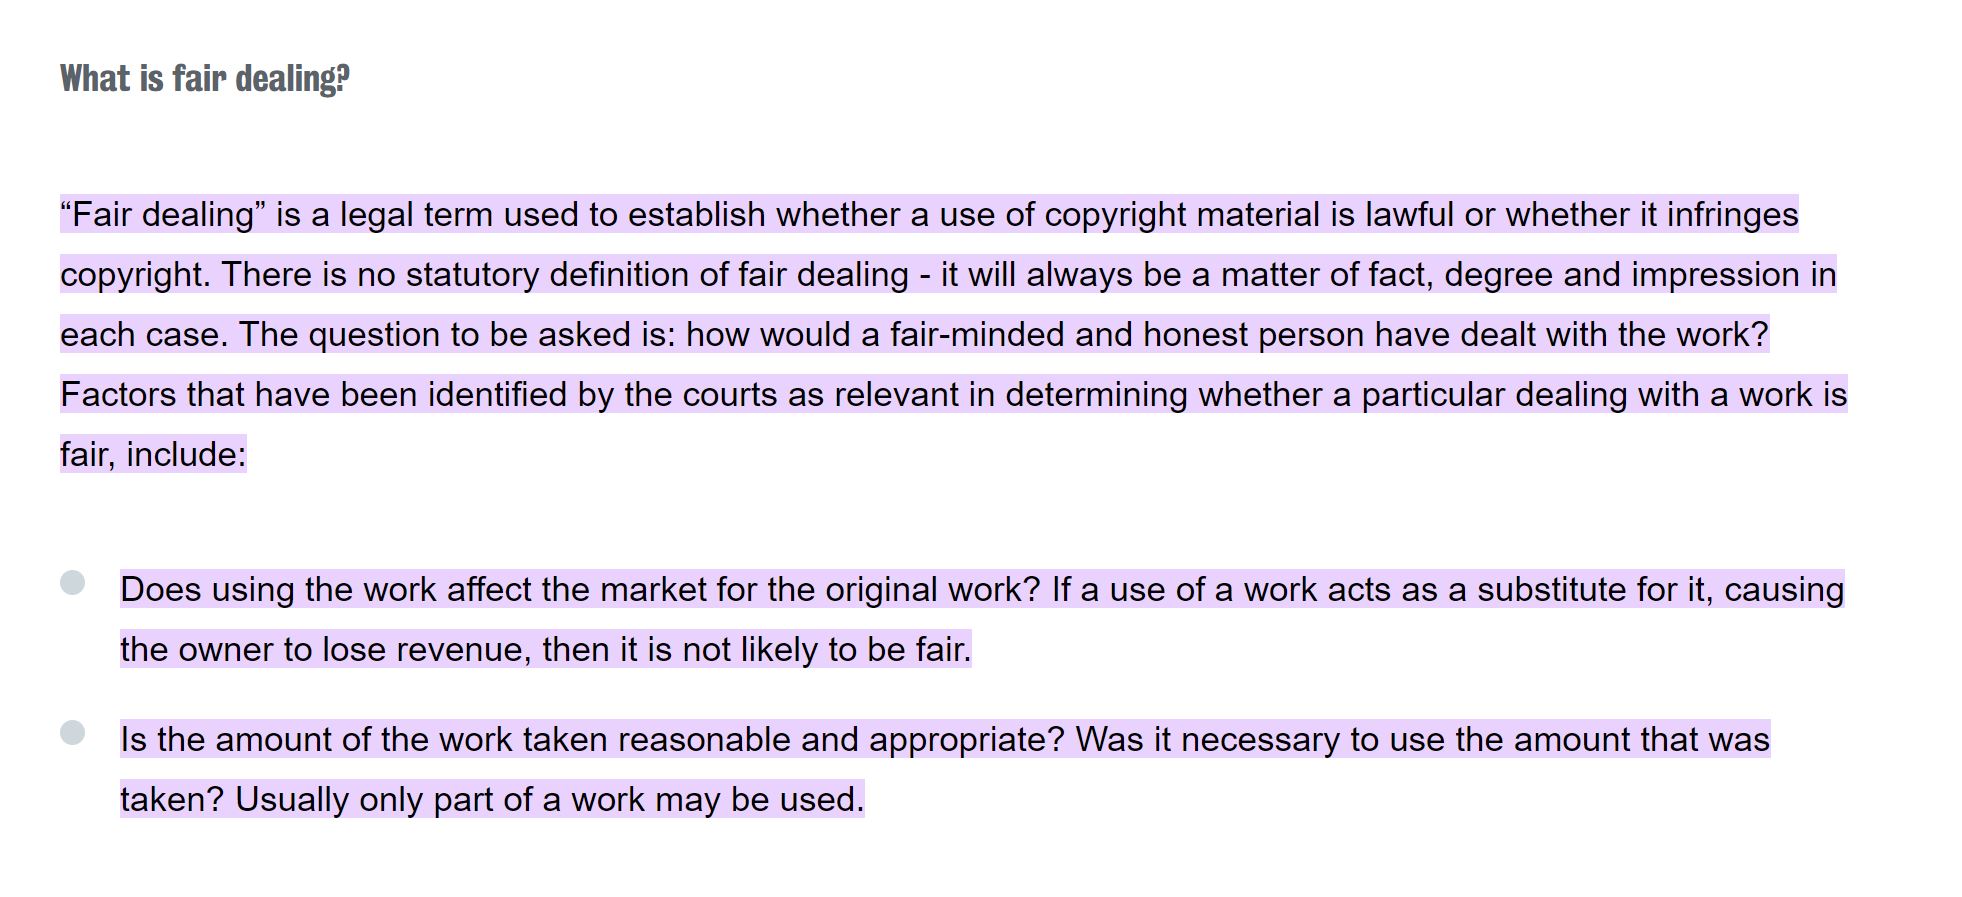 What is fair dealing?
“Fair dealing” is a legal term used to establish whether a use of copyright material is lawful or whether it infringes
copyright. There is no statutory definition of fair dealing - it will always be a matter of fact, degree and impression in
each case. The question to be asked is: how would a fair-minded and honest person have dealt with the work?
Factors that have been identified by the courts as relevant in determining whether a particular dealing with a work is
fair, include:
Does using the work affect the market for the original work? If a use of a work acts as a substitute for it, causing
the owner to lose revenue, then it is not likely to be fair.
Is the amount of the work taken reasonable and appropriate? Was it necessary to use the amount that was
taken? Usually only part of a work may be used.